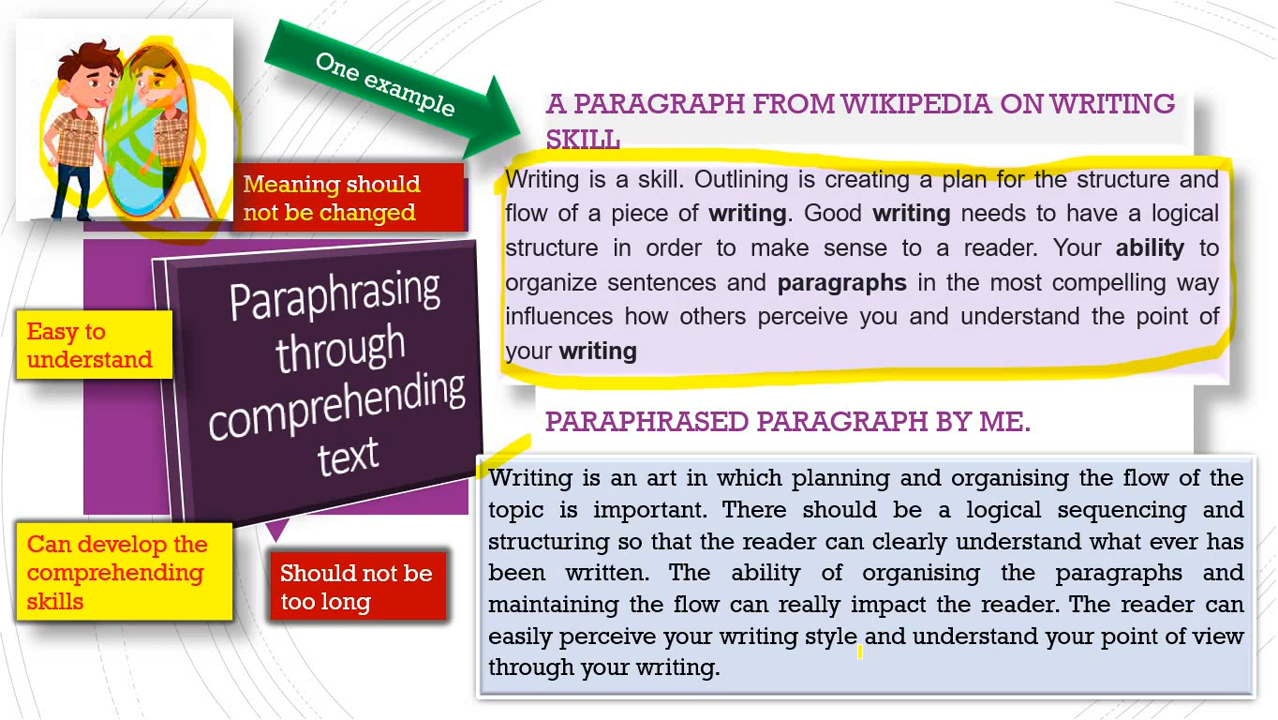 One example
Meaning should
not be changed
Paraphrasing
through
comprehending
text
Easy to
understand
Can develop the
comprehending
skills
Should not be
too long
A PARAGRAPH FROM WIKIPEDIA ON WRITING
SKILL
Writing is a skill. Outlining is creating a plan for the structure and
flow of a piece of writing. Good writing needs to have a logical
structure in order to make sense to a reader. Your ability to
organize sentences and paragraphs in the most compelling way
influences how others perceive you and understand the point of
your writing
PARAPHRASED PARAGRAPH BY ME.
Writing is an art in which planning and organising the flow of the
topic is important. There should be a logical sequencing and
structuring so that the reader can clearly understand what ever has
been written. The ability of organising the paragraphs and
maintaining the flow can really impact the reader. The reader can
easily perceive your writing style and understand your point of view
through your writing.